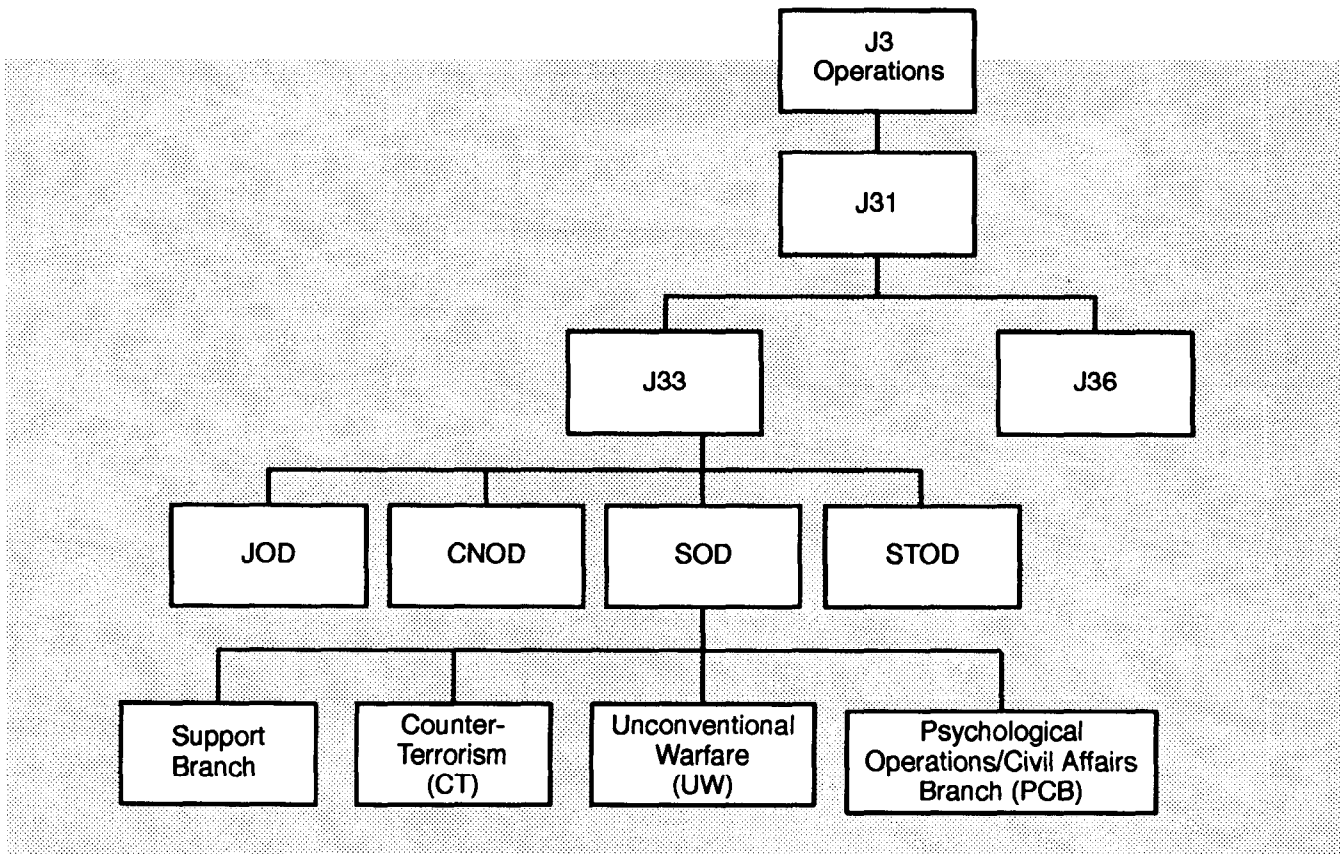 J3
Operations
J31
J33
J36
JOD
CNOD
SOD
STOD
Support
Branch
Counter-
Terrorism
(CT)
Unconventional
Warfare
(UW)
Psychological
Operations/Civil Affairs
Branch (PCB)